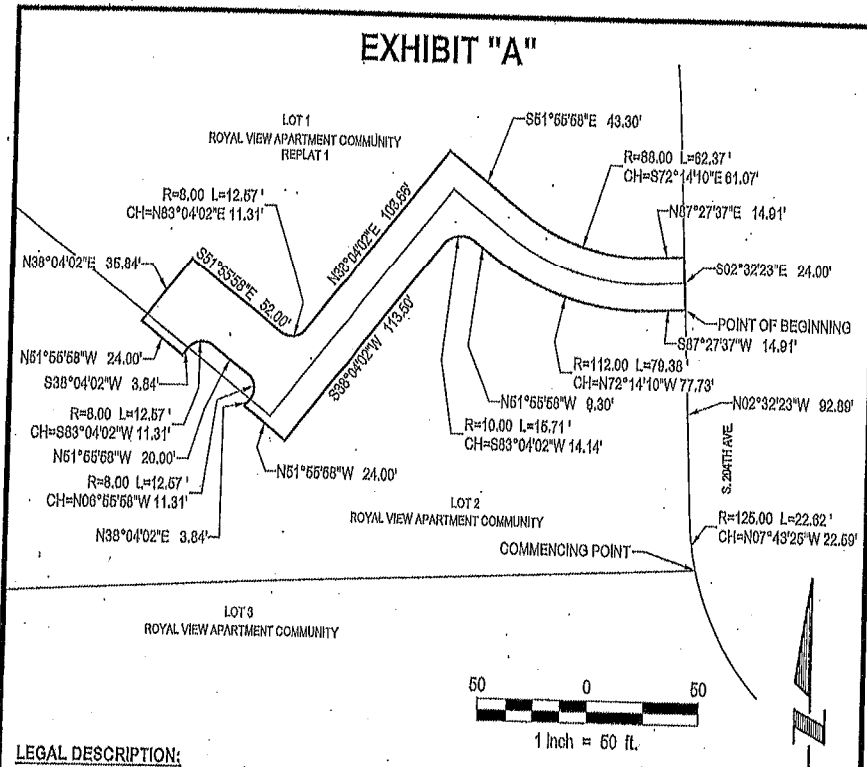 EXHIBIT "A"
LOT 1
ROYAL VIEW APARTMENT COMMUNITY
REPLAT 1
S51°55'58"E 43.30'
R=88.00 L=62.37'
CH=S72°14'10"E 61.07'
R=8.00 L=12.57'
CH=N83°04'02"E 11.31'
N38°04'02"E 103.66'
N87°27'37"E 14.91'
N38°04'02"E 35.84'
S51°55'58"E 52.00'
S02°32'23"E 24.00'
POINT OF BEGINNING
S87°27'37"W 14.91'
N51°55'58"W 24.00'
S38°04'02"W 3.84'
S38°04'02"W 113.50'
R=112.00 L=79.38'
CH=N72°14'10"W 77.73'
R=8.00 L=12.57'
CH=S83°04'02"W 11.31'
N51°55'58"W 9.30'
N02°32'23"W 92.89'
R=10.00 L=15.71'
CH=S83°04'02"W 14.14'
N51°55'58"W 20.00'
S. 204TH AVE
R=8.00 L=12.57'
CH=N06°55'58"W 11.31'
N51°55'58"W 24.00'
LOT 2
ROYAL VIEW APARTMENT COMMUNITY
R=125.00 L=22.62'
CH=N07°43'25"W 22.59'
N38°04'02"E 3.84'
COMMENCING POINT
LOT 3
ROYAL VIEW APARTMENT COMMUNITY
50 0 50
1 Inch = 50 ft.
N
LEGAL DESCRIPTION: